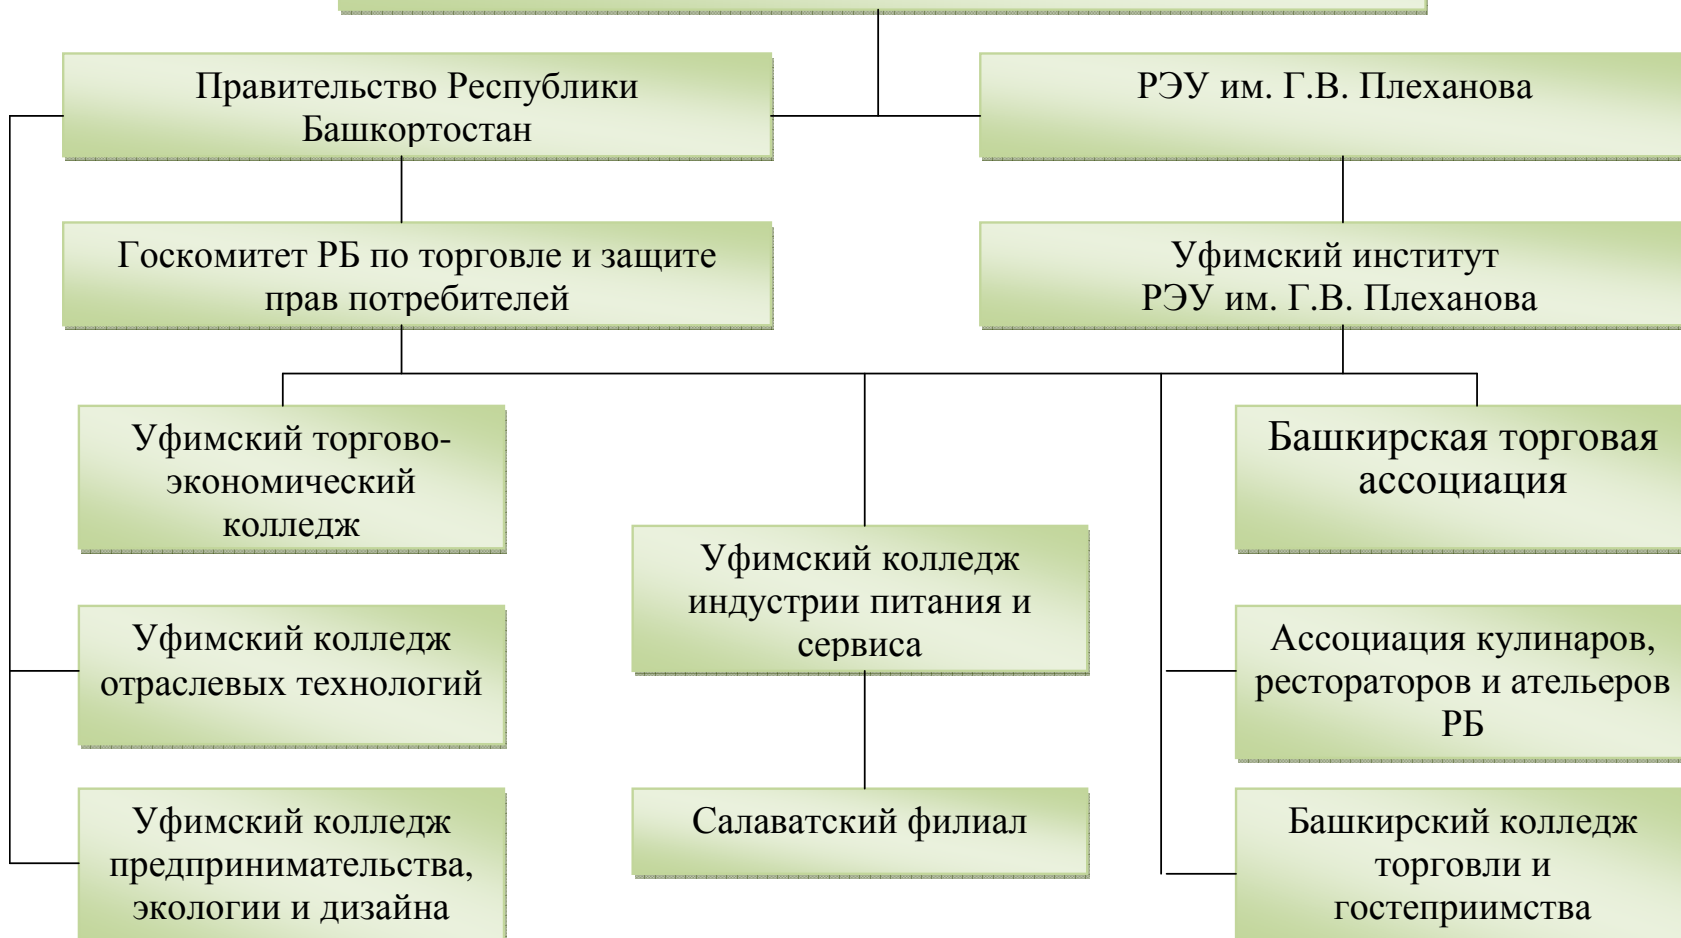 Правительство Республики
Башкортостан
РЭУ им. Г.В. Плеханова
Госкомитет РБ по торговле и защите
прав потребителей
Уфимский институт
РЭУ им. Г.В. Плеханова
Уфимский торгово-
экономический
колледж
Башкирская торговая
ассоциация
Уфимский колледж
индустрии питания и
сервиса
Уфимский колледж
отраслевых технологий
Ассоциация кулинаров,
рестораторов и ательеров
РБ
Уфимский колледж
предпринимательства,
экологии и дизайна
Салаватский филиал
Башкирский колледж
торговли и
гостеприимства